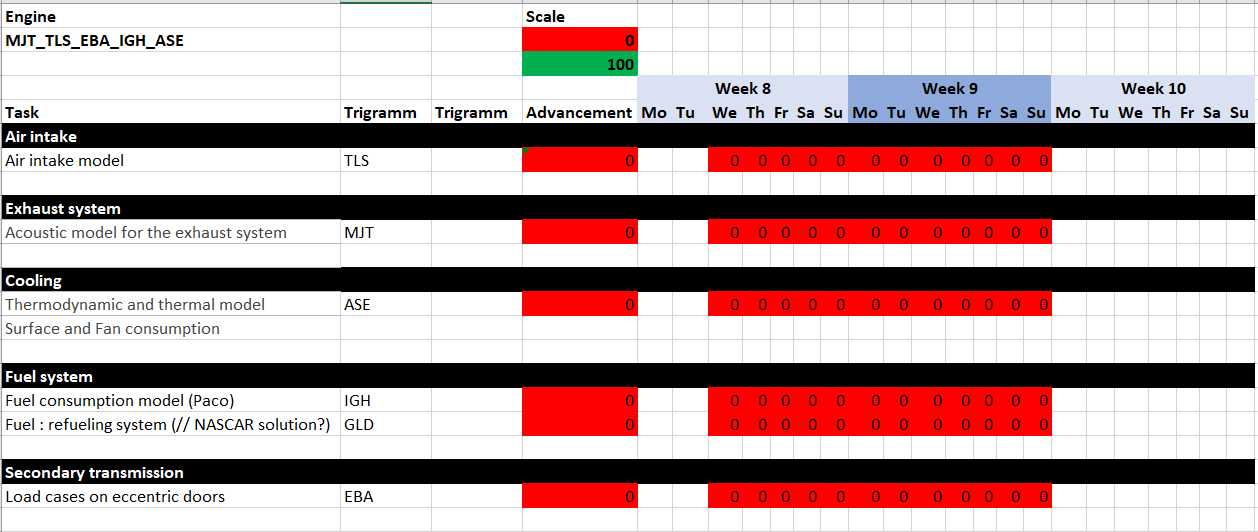 Engine Scale
MJT_TLS_EBA_IGH_ASE 0
100
Week 8 Week 9 Week 10
Task Trigramm Trigramm Advancement Mo Tu We Th Fr Sa Su Mo Tu We Th Fr Sa Su Mo Tu We Th Fr Sa Su
Air intake
Air intake model TLS 0 0 0 0 0 0 0 0 0 0 0 0 0
Exhaust system
Acoustic model for the exhaust system MJT 0 0 0 0 0 0 0 0 0 0 0 0 0
Cooling
Thermodynamic and thermal model ASE 0 0 0 0 0 0 0 0 0 0 0 0 0
Surface and Fan consumption
Fuel system
Fuel consumption model (Paco) IGH 0 0 0 0 0 0 0 0 0 0 0 0 0
Fuel : refueling system (// NASCAR solution?) GLD 0 0 0 0 0 0 0 0 0 0 0 0 0
Secondary transmission
Load cases on eccentric doors EBA 0 0 0 0 0 0 0 0 0 0 0 0 0